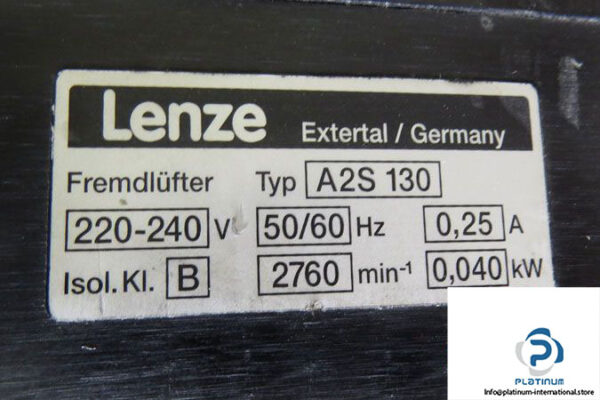 Lenze Extertal / Germany
Fremdlüfter Typ A2S 130
220-240 V 50/60 Hz 0,25 A
Isol. Kl. B 2760 min⁻¹ 0,040 kW
PLATINUM
Info@platinum-international.store